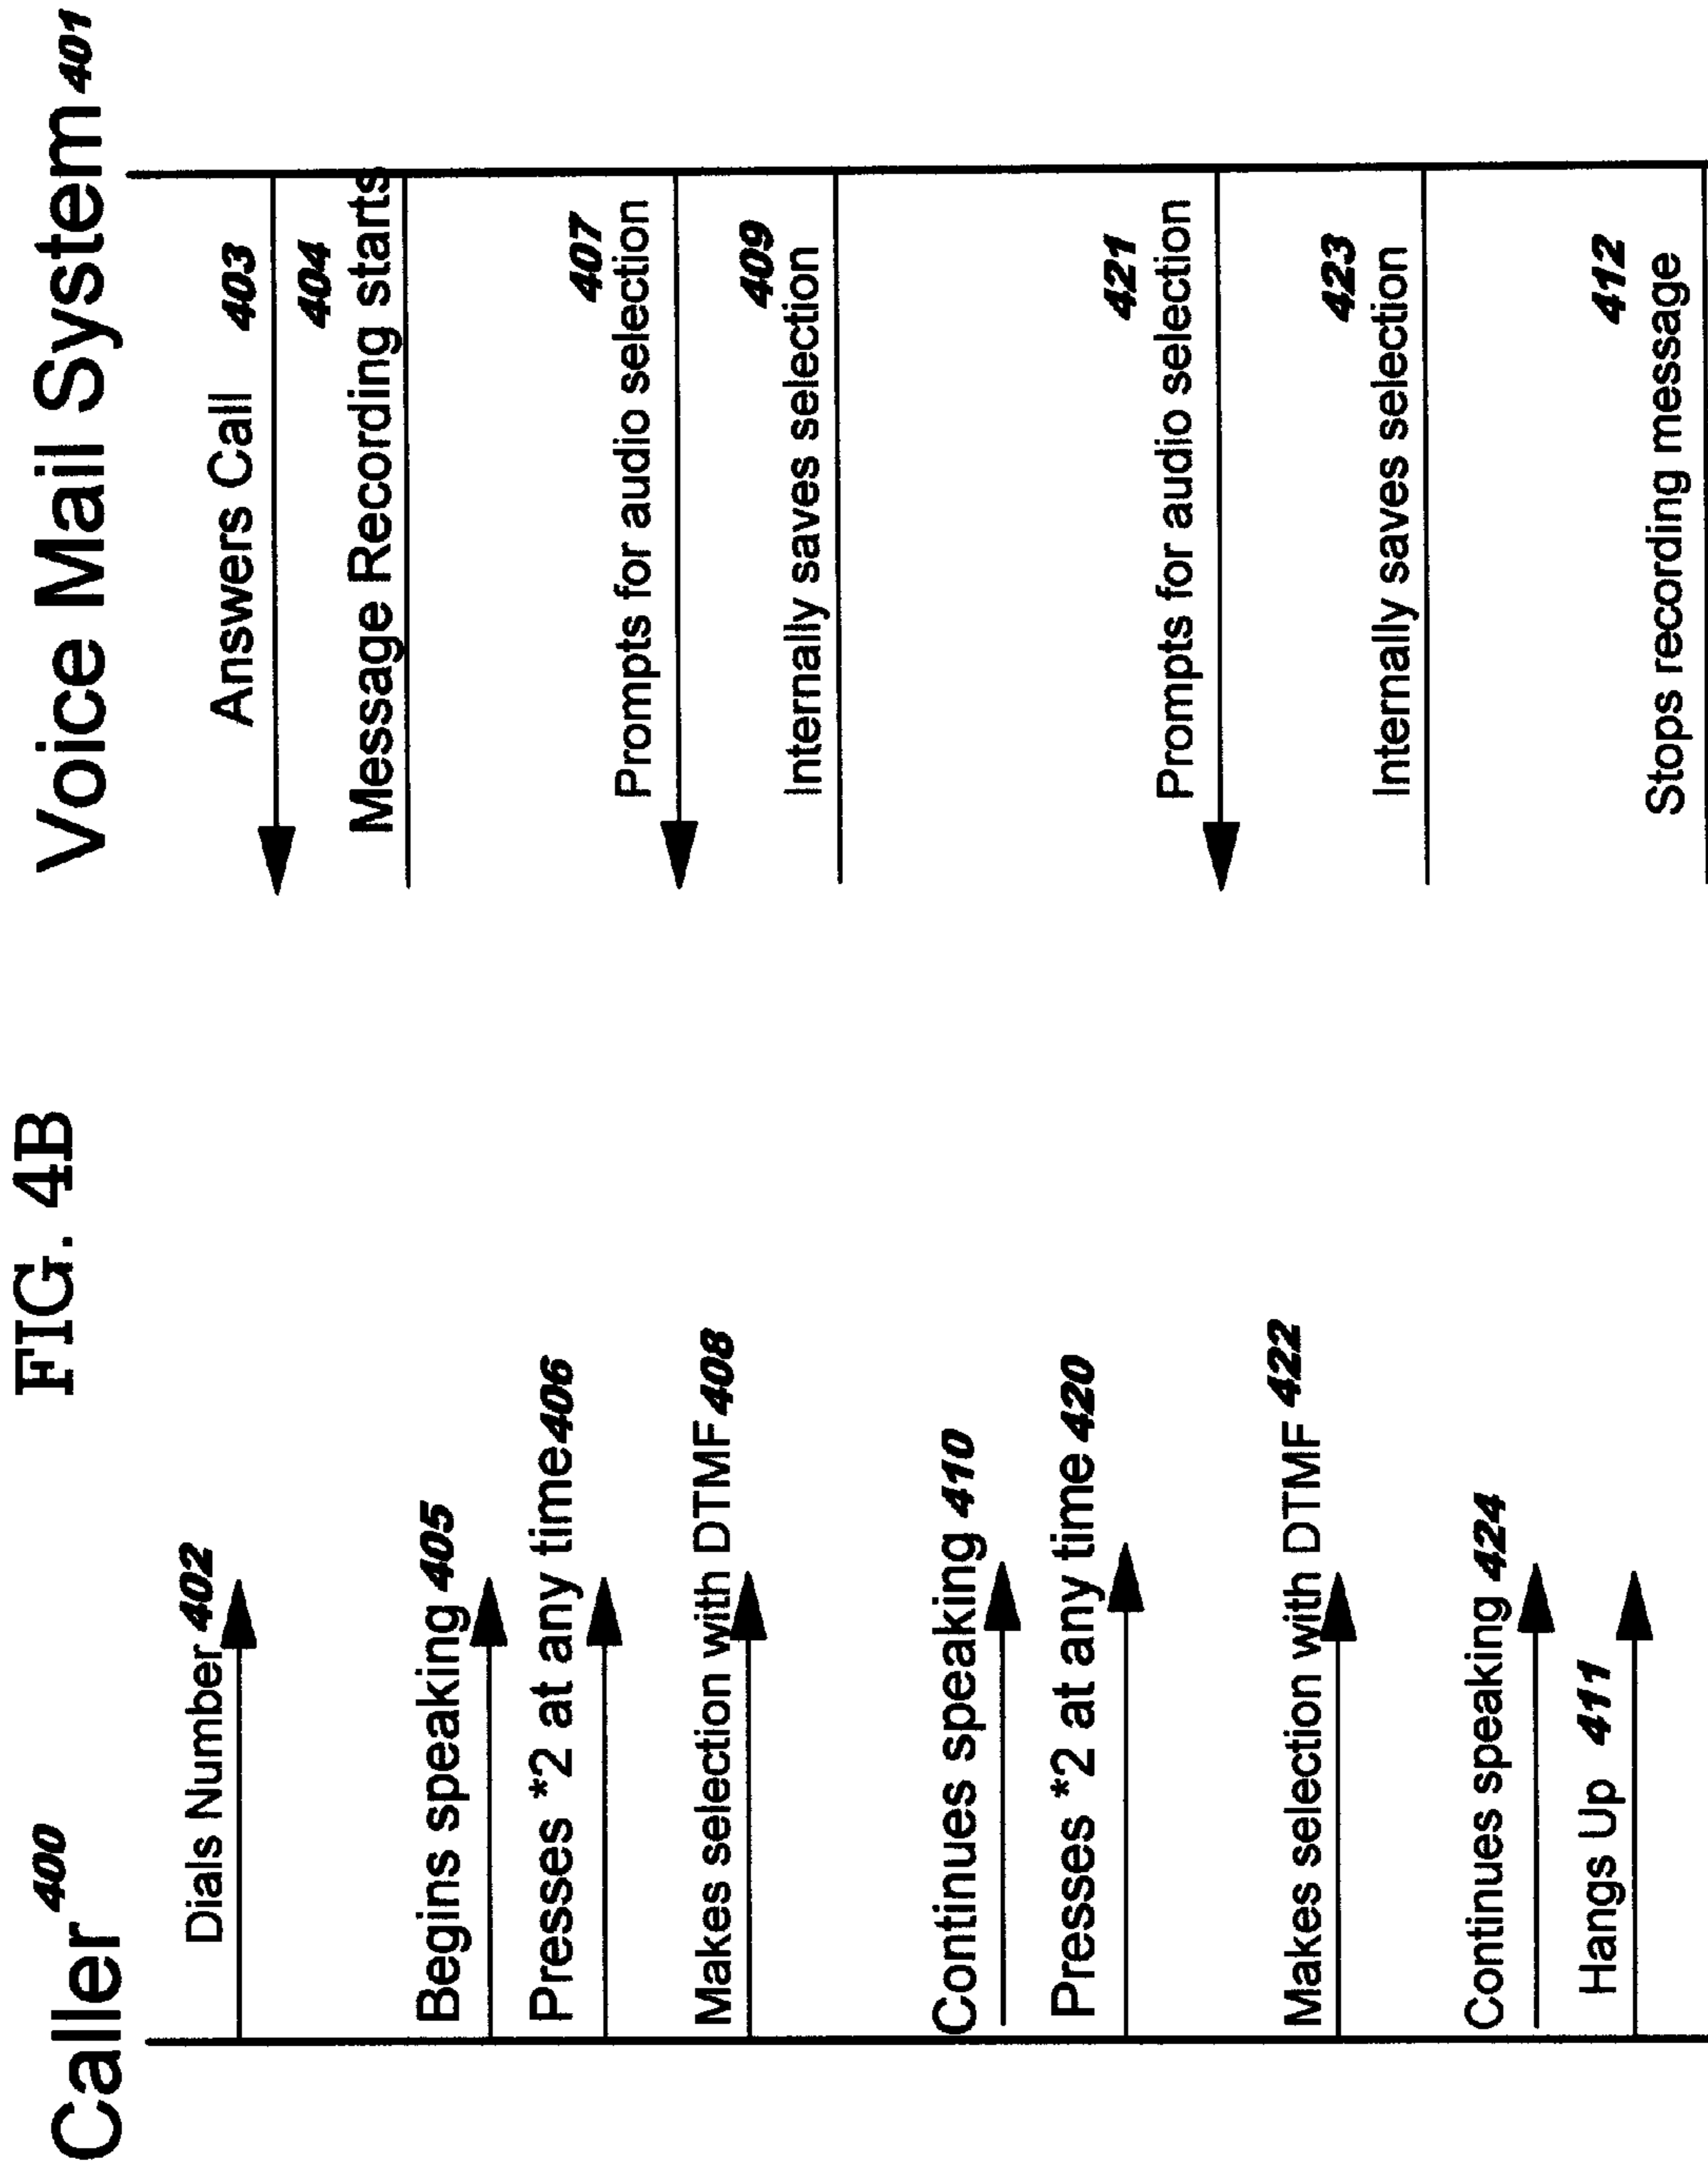 FIG. 4B
Caller 400
Voice Mail System 401
Dials Number 402
Answers Call 403
404
Message Recording starts
Begins speaking 405
Presses *2 at any time 406
407
Prompts for audio selection
Makes selection with DTMF 408
409
Internally saves selection
Continues speaking 410
Presses *2 at any time 420
421
Prompts for audio selection
Makes selection with DTMF 422
423
Internally saves selection
Continues speaking 424
Hangs Up 411
412
Stops recording message